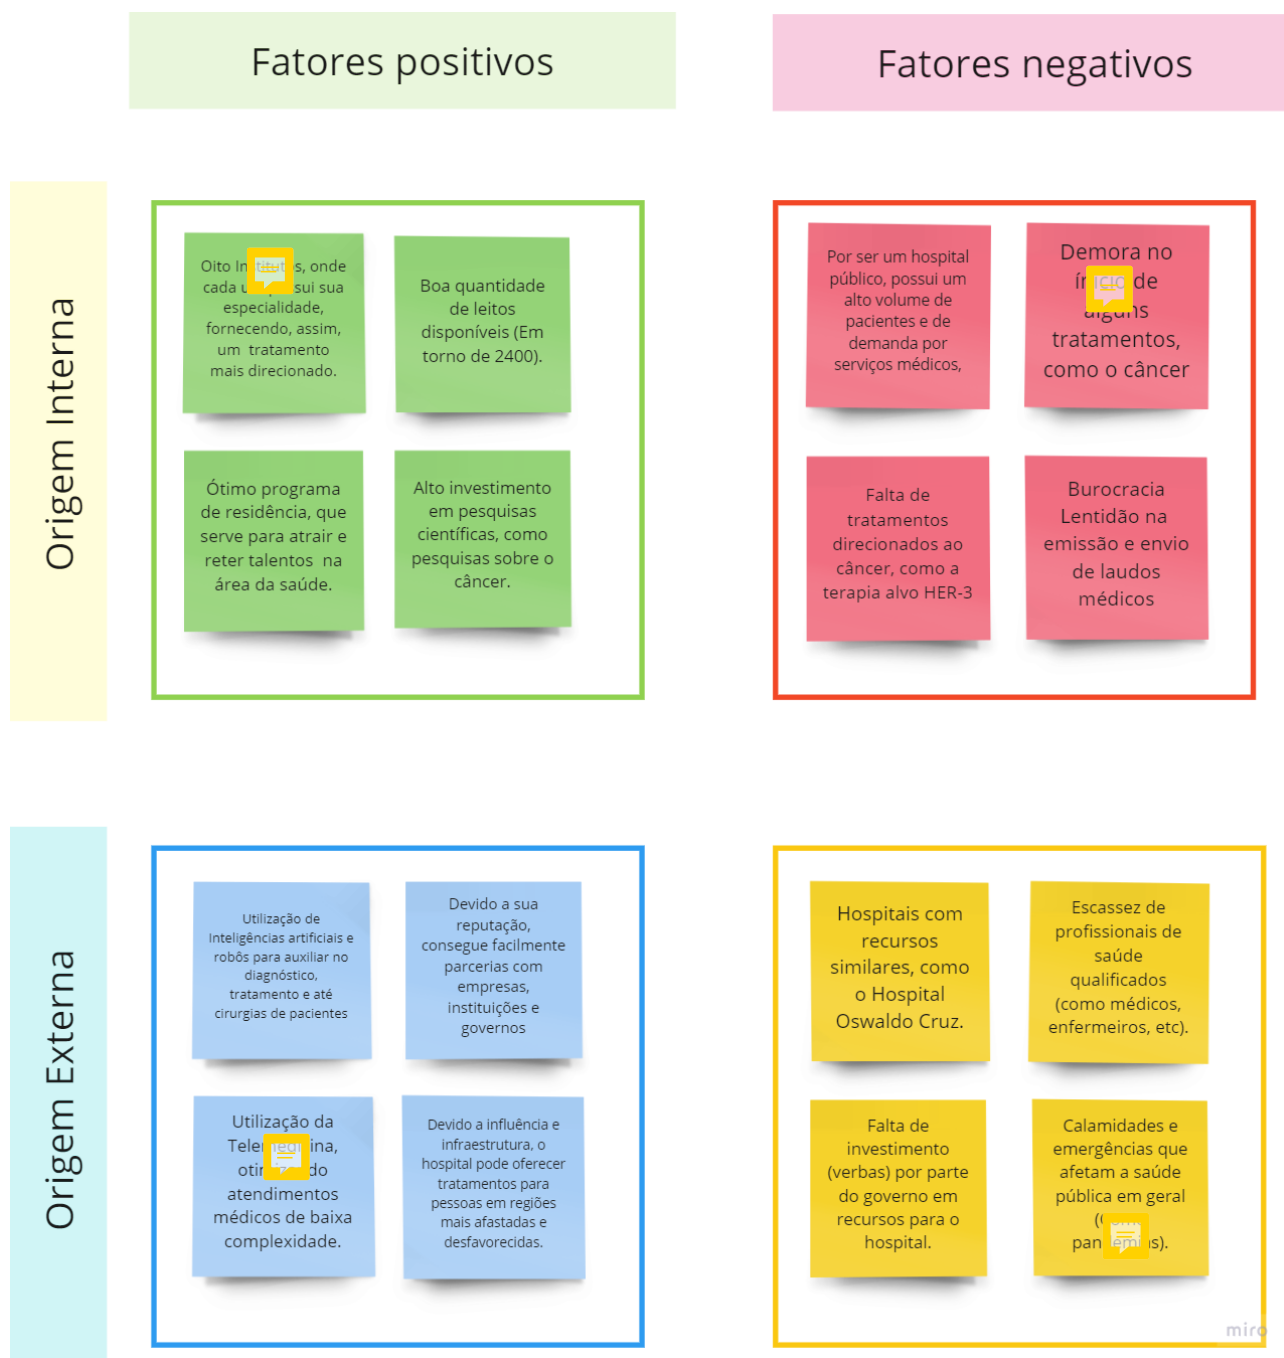 Fatores positivos
Fatores negativos
Origem Interna
Oito Institutos, onde
cada sui sua
especialidade,
fornecendo, assim,
um tratamento
mais direcionado.
Boa quantidade
de leitos
disponíveis (Em
torno de 2400).
Ótimo programa
de residência, que
serve para atrair e
reter talentos na
área da saúde.
Alto investimento
em pesquisas
científicas, como
pesquisas sobre o
câncer.
Por ser um hospital
público, possui um
alto volume de
pacientes e de
demanda por
serviços médicos,
Demora no
ínicio de
alguns
tratamentos,
como o câncer
Falta de
tratamentos
direcionados ao
câncer, como a
terapia alvo HER-3
Burocracia
Lentidão na
emissão e envio
de laudos
médicos
Origem Externa
Utilização de
Inteligências artificiais e
robôs para auxiliar no
diagnóstico,
tratamento e até
cirurgias de pacientes
Devido a sua
reputação,
consegue facilmente
parcerias com
empresas,
instituições e
governos
Utilização da
Telemedicina,
otimizando
atendimentos
médicos de baixa
complexidade.
Devido a influência e
infraestrutura, o
hospital pode oferecer
tratamentos para
pessoas em regiões
mais afastadas e
desfavorecidas.
Hospitais com
recursos
similares, como
o Hospital
Oswaldo Cruz.
Escassez de
profissionais de
saúde
qualificados
(como médicos,
enfermeiros, etc).
Falta de
investimento
(verbas) por parte
do governo em
recursos para o
hospital.
Calamidades e
emergências que
afetam a saúde
pública em geral
(Como
pandemias).
miro